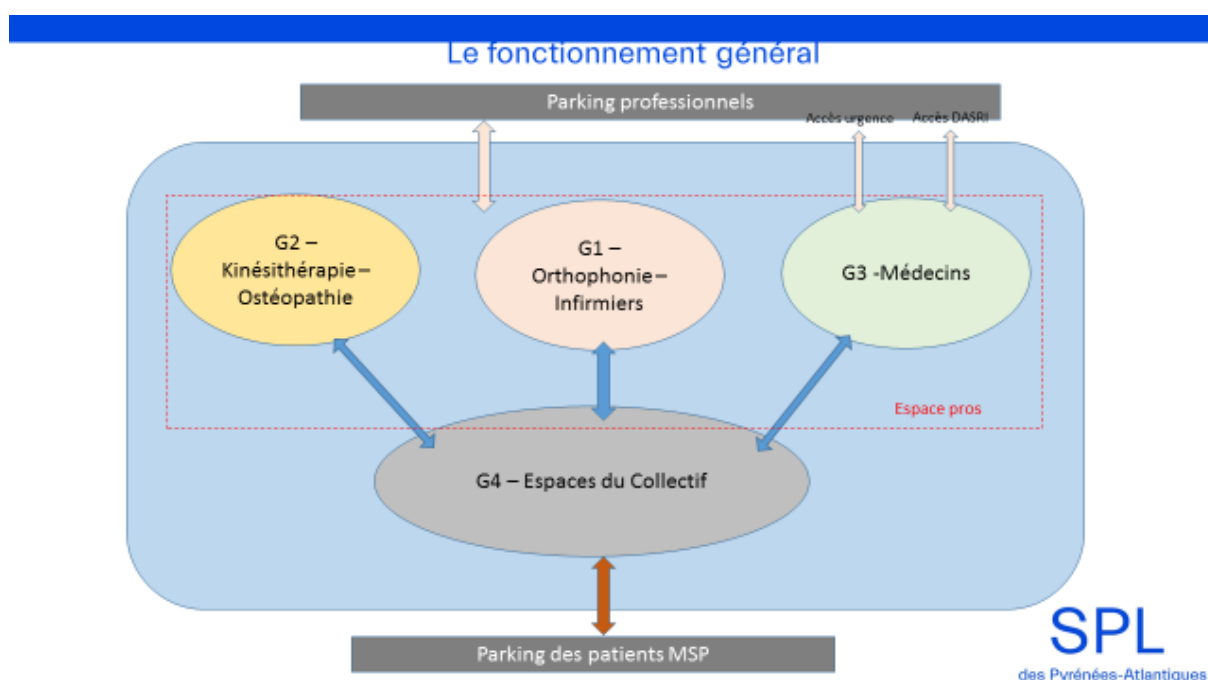 Le fonctionnement général
Parking professionnels
Accès urgence
Accès DASRI
G2 –
Kinésithérapie–
Ostéopathie
G1 –
Orthophonie–
Infirmiers
G3 -Médecins
Espace pros
G4 – Espaces du Collectif
Parking des patients MSP
SPL
des Pyrénées-Atlantiques